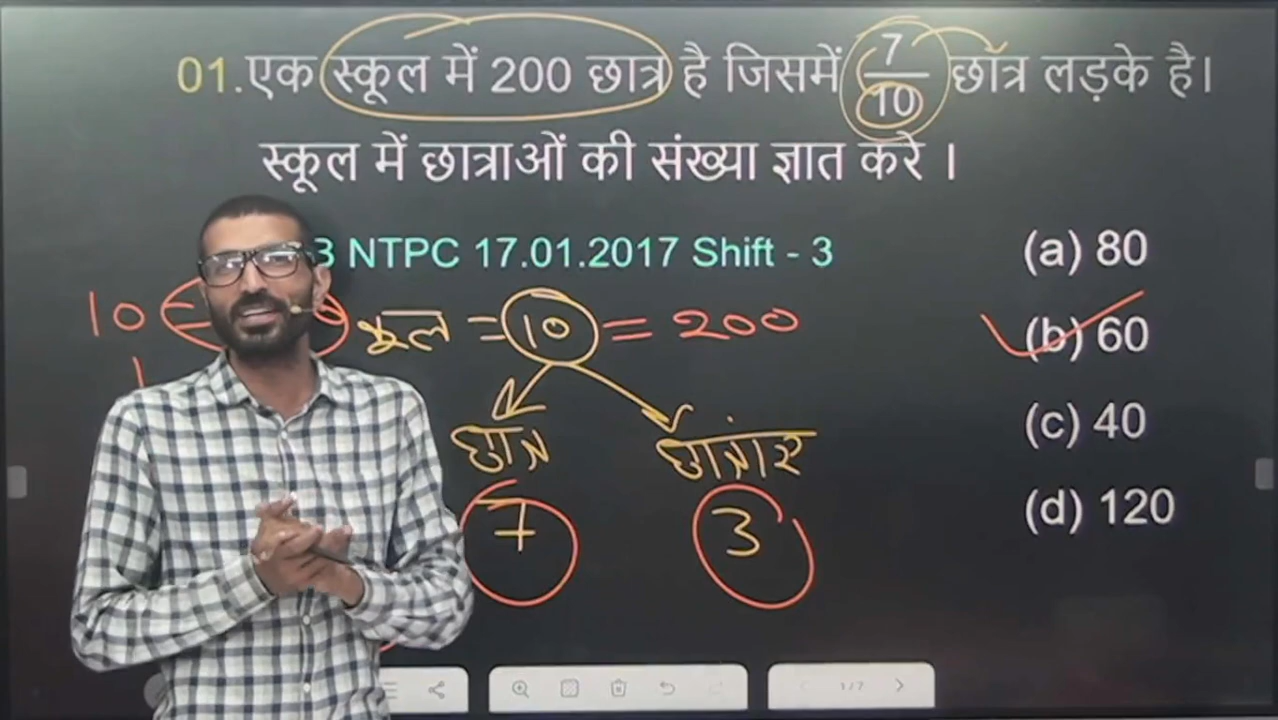 01.एक स्कूल में 200 छात्र है जिसमें 7/10 छात्र लड़के है।
स्कूल में छात्राओं की संख्या ज्ञात करे ।
NTPC 17.01.2017 Shift - 3
(a) 80
10 = कुल = 10 = 200
(b) 60
1
छात्र
(c) 40
7 3
(d) 120
1/7